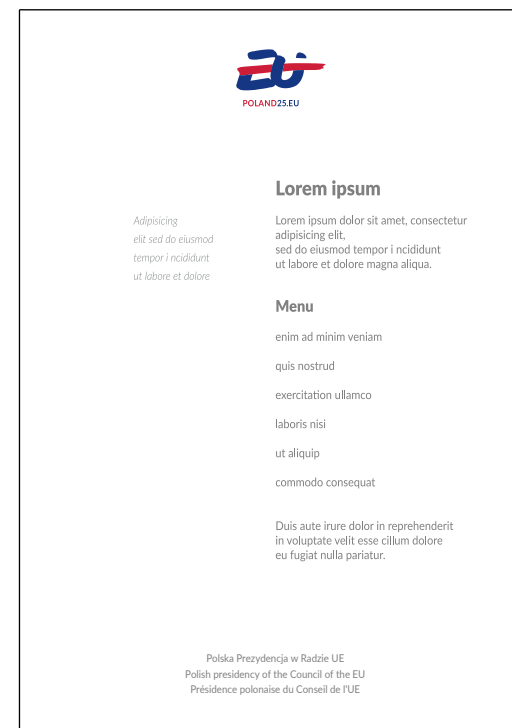 EU
POLAND25.EU
Lorem ipsum
Adipisicing
elit sed do eiusmod
tempor i ncididunt
ut labore et dolore
Lorem ipsum dolor sit amet, consectetur
adipisicing elit,
sed do eiusmod tempor i ncididunt
ut labore et dolore magna aliqua.
Menu
enim ad minim veniam
quis nostrud
exercitation ullamco
laboris nisi
ut aliquip
commodo consequat
Duis aute irure dolor in reprehenderit
in voluptate velit esse cillum dolore
eu fugiat nulla pariatur.
Polska Prezydencja w Radzie UE
Polish presidency of the Council of the EU
Présidence polonaise du Conseil de l'UE